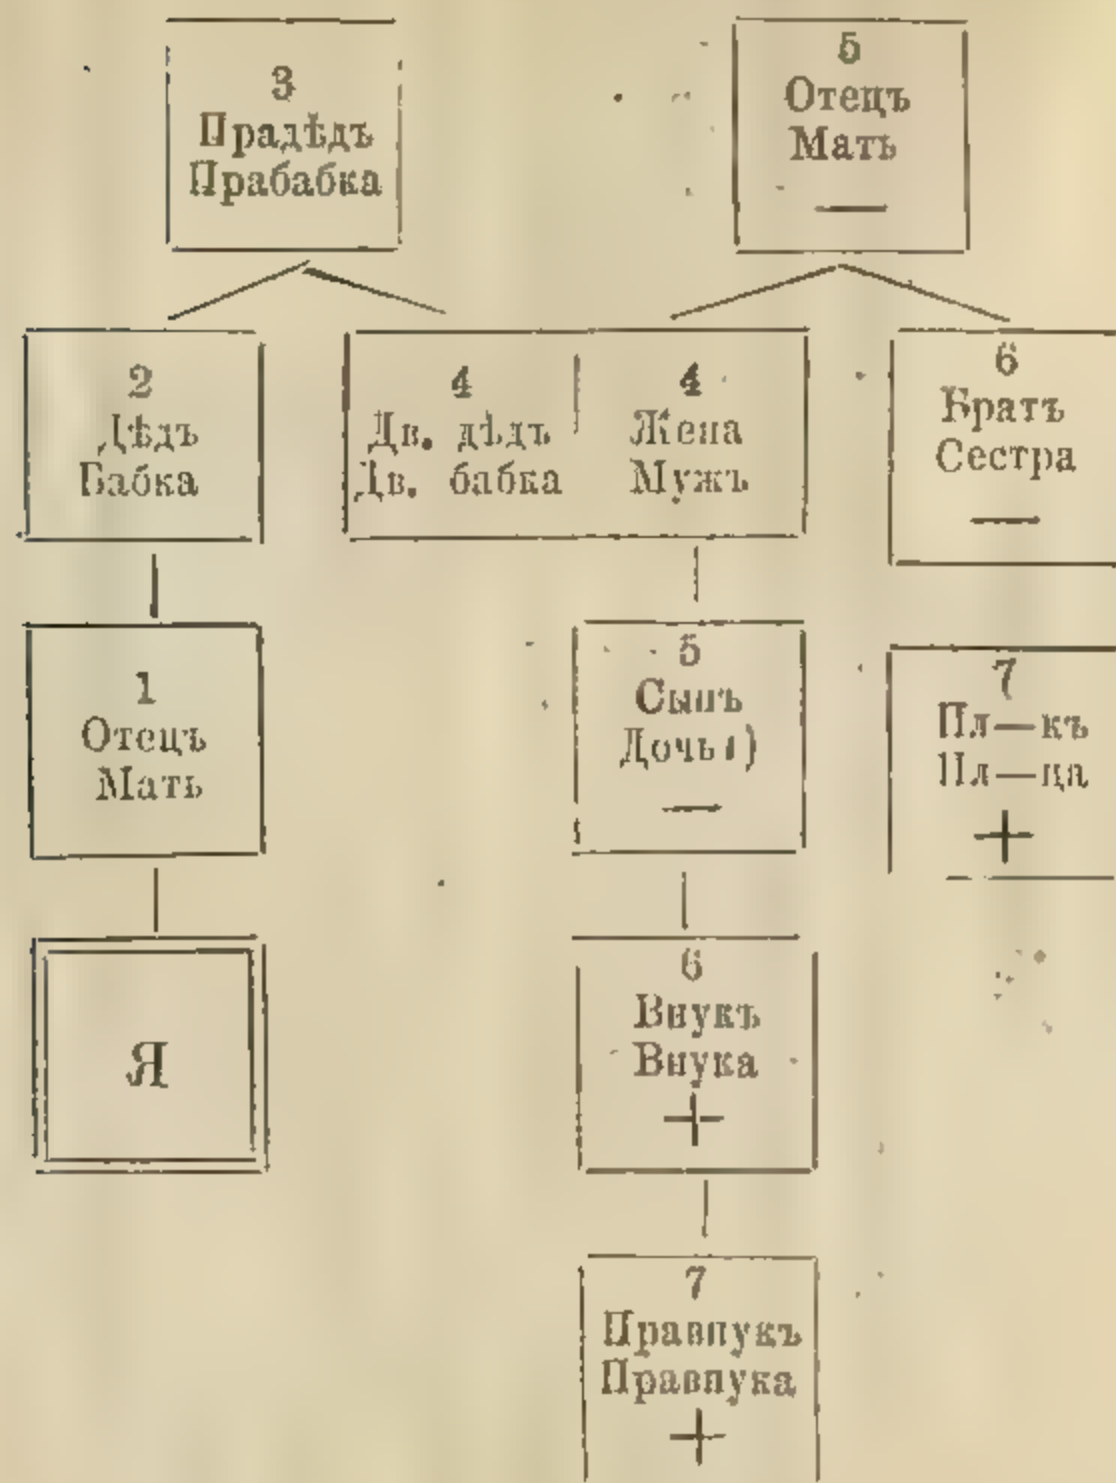 3
Прадѣдъ
Прабабка
5
Отецъ
Мать
—
2
Дѣдъ
Бабка
4
Дв. дѣдъ
Дв. бабка
4
Жена
Мужъ
6
Братъ
Сестра
—
1
Отецъ
Мать
5
Сынъ
Дочь 1)
—
7
Пл—къ
Пл—ца
+
Я
6
Внукъ
Внука
+
7
Правнукъ
Правнука
+